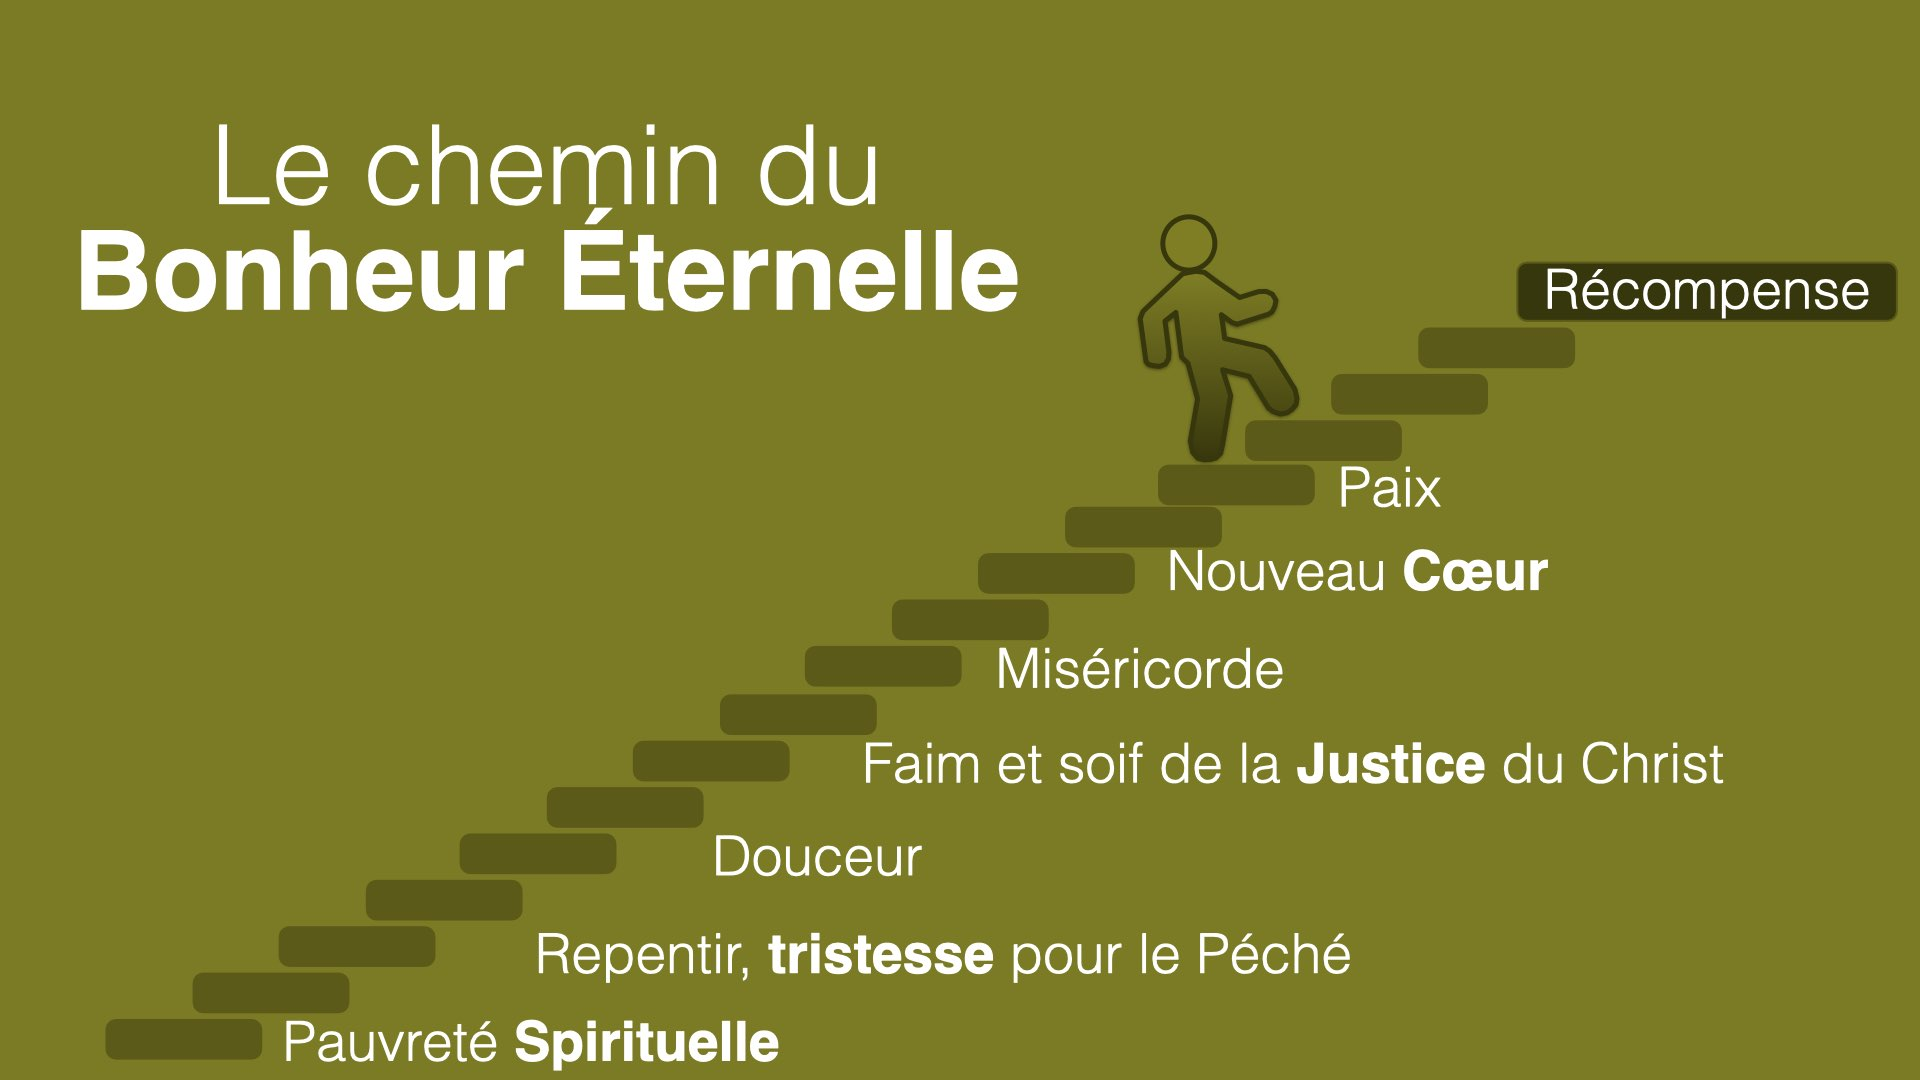 Le chemin du
Bonheur Éternelle
Récompense
Paix
Nouveau Cœur
Miséricorde
Faim et soif de la Justice du Christ
Douceur
Repentir, tristesse pour le Péché
Pauvreté Spirituelle